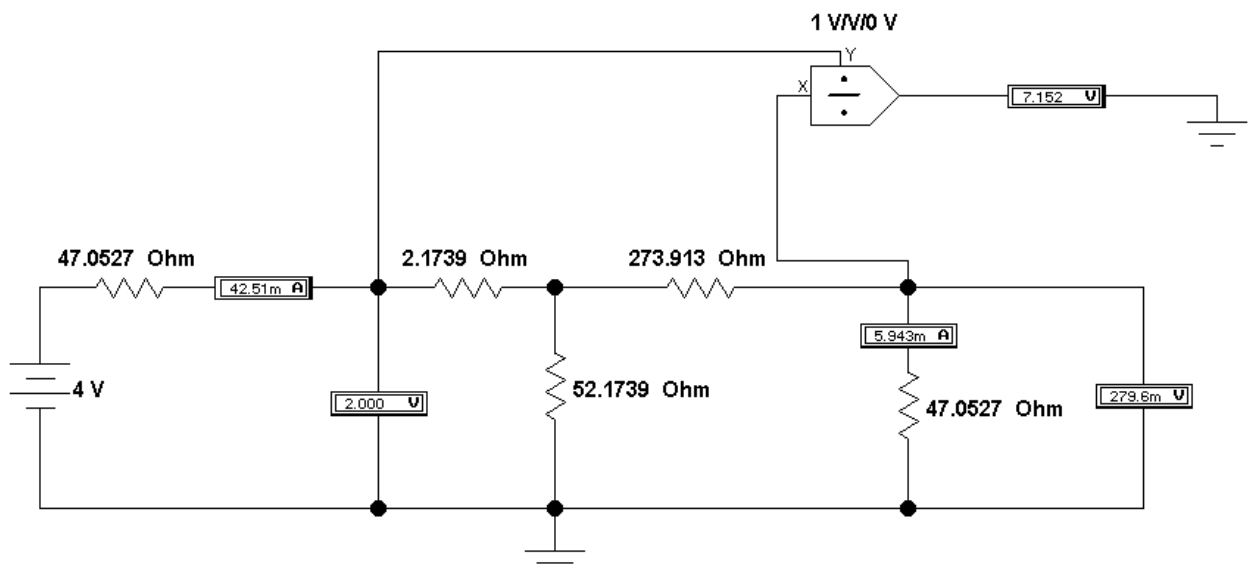 1 V/V/0 V
Y
X
7.152 V
47.0527 Ohm
2.1739 Ohm
273.913 Ohm
42.51m A
5.943m A
4 V
2.000 V
52.1739 Ohm
47.0527 Ohm
279.6m V